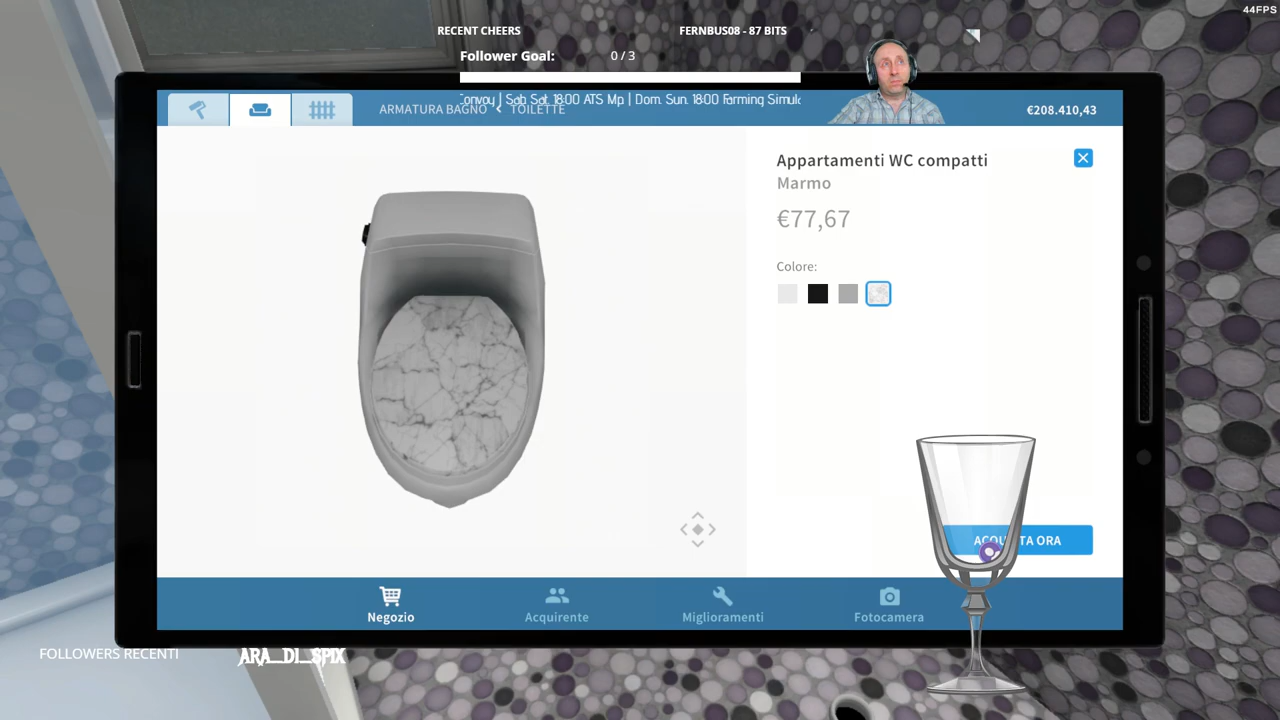 44FPS
RECENT CHEERS
FERNBUS08 - 87 BITS
Follower Goal:
0 / 3
Convoy | Sab Sat. 18:00 ATS Mp | Dom. Sun. 18:00 Farming
ARMATURA BAGNO
TOILETTE
€208.410,43
Appartamenti WC compatti
Marmo
€77,67
Colore:
ORA
Negozio
Acquirente
Miglioramenti
Fotocamera
FOLLOWERS RECENTI
ARA_DI_SPIX